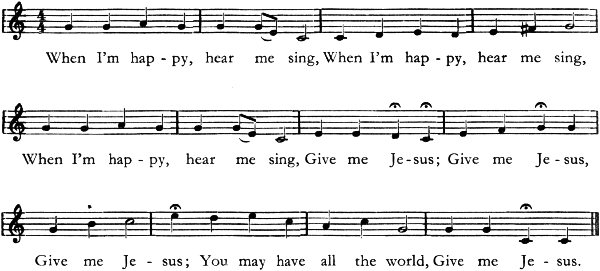 When I'm hap - py, hear me sing, When I'm hap - py, hear me sing,
When I'm hap - py, hear me sing, Give me Je - sus; Give me Je - sus,
Give me Je - sus; You may have all the world, Give me Je - sus.